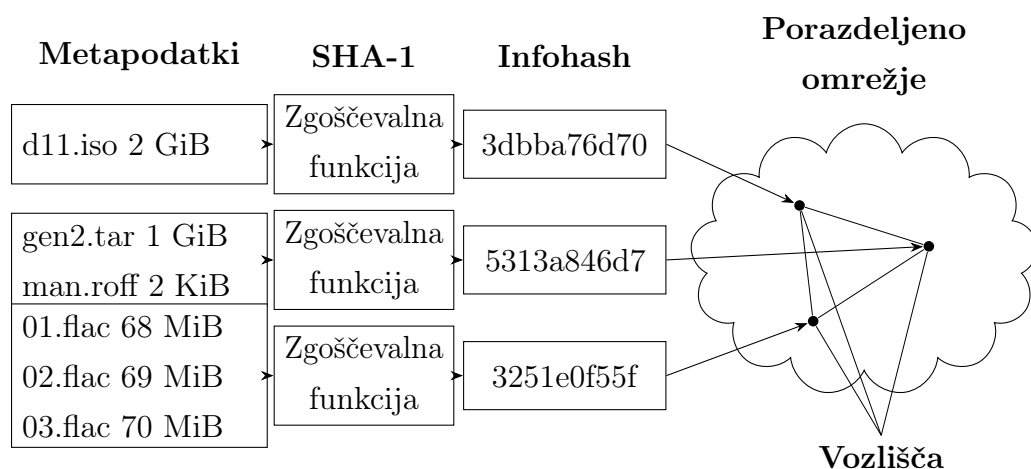 Metapodatki
SHA-1
Infohash
Porazdeljeno
omrežje
d11.iso 2 GiB
Zgoščevalna
funkcija
3dbba76d70
gen2.tar 1 GiB
man.roff 2 KiB
Zgoščevalna
funkcija
5313a846d7
01.flac 68 MiB
02.flac 69 MiB
03.flac 70 MiB
Zgoščevalna
funkcija
3251e0f55f
Vozlišča